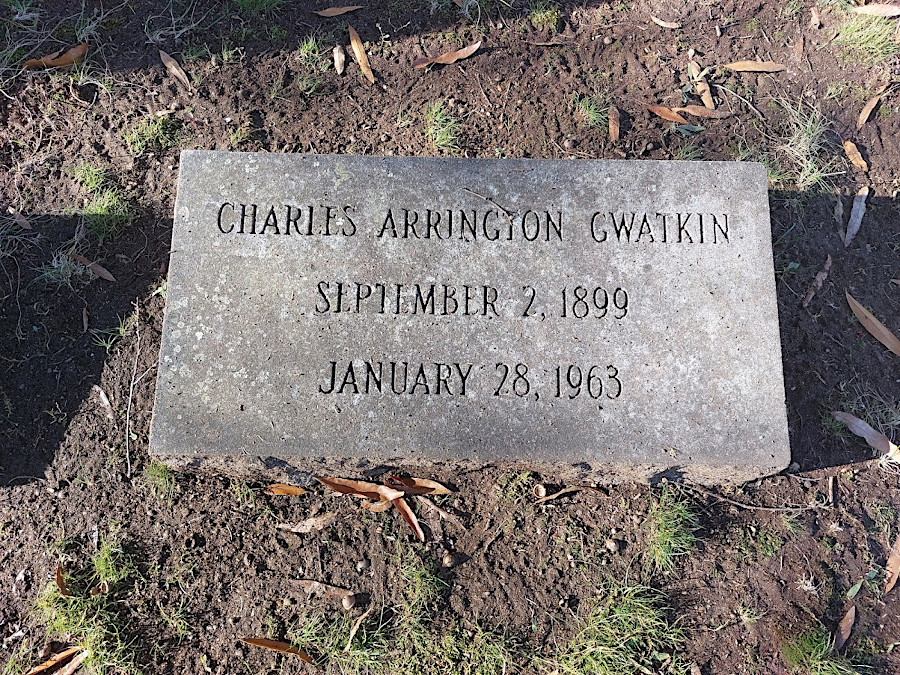 CHARLES ARRINGTON GWATKIN
SEPTEMBER 2, 1899
JANUARY 28, 1963